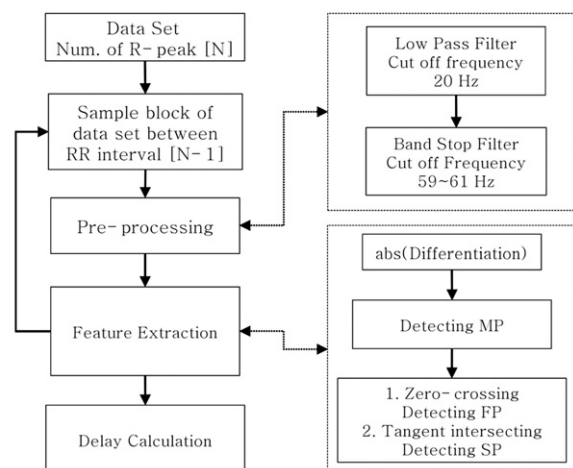 Data Set
Num. of R-peak [N]
Sample block of
data set between
RR interval [N-1]
Pre-processing
Feature Extraction
Delay Calculation
Low Pass Filter
Cut off frequency
20 Hz
Band Stop Filter
Cut off Frequency
59~61 Hz
abs(Differentiation)
Detecting MP
1. Zero-crossing
Detecting FP
2. Tangent intersecting
Detecting SP